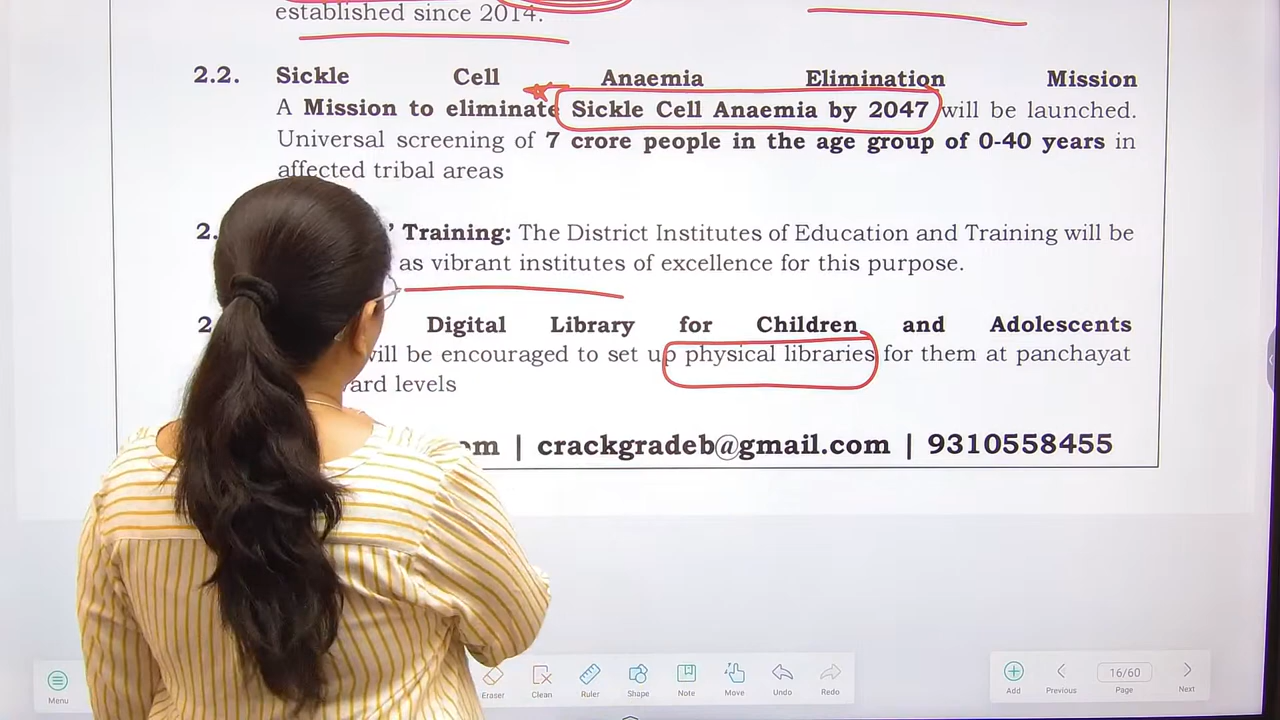 established since 2014.
2.2. Sickle Cell Anaemia Elimination Mission
A Mission to eliminate Sickle Cell Anaemia by 2047 will be launched.
Universal screening of 7 crore people in the age group of 0-40 years in
affected tribal areas
2. ’ Training: The District Institutes of Education and Training will be
as vibrant institutes of excellence for this purpose.
2 Digital Library for Children and Adolescents
will be encouraged to set up physical libraries for them at panchayat
levels
| crackgradeb@gmail.com | 9310558455
Menu Eraser Clean Ruler Shape Note Move Undo Redo Add Previous 16/60 Page Next